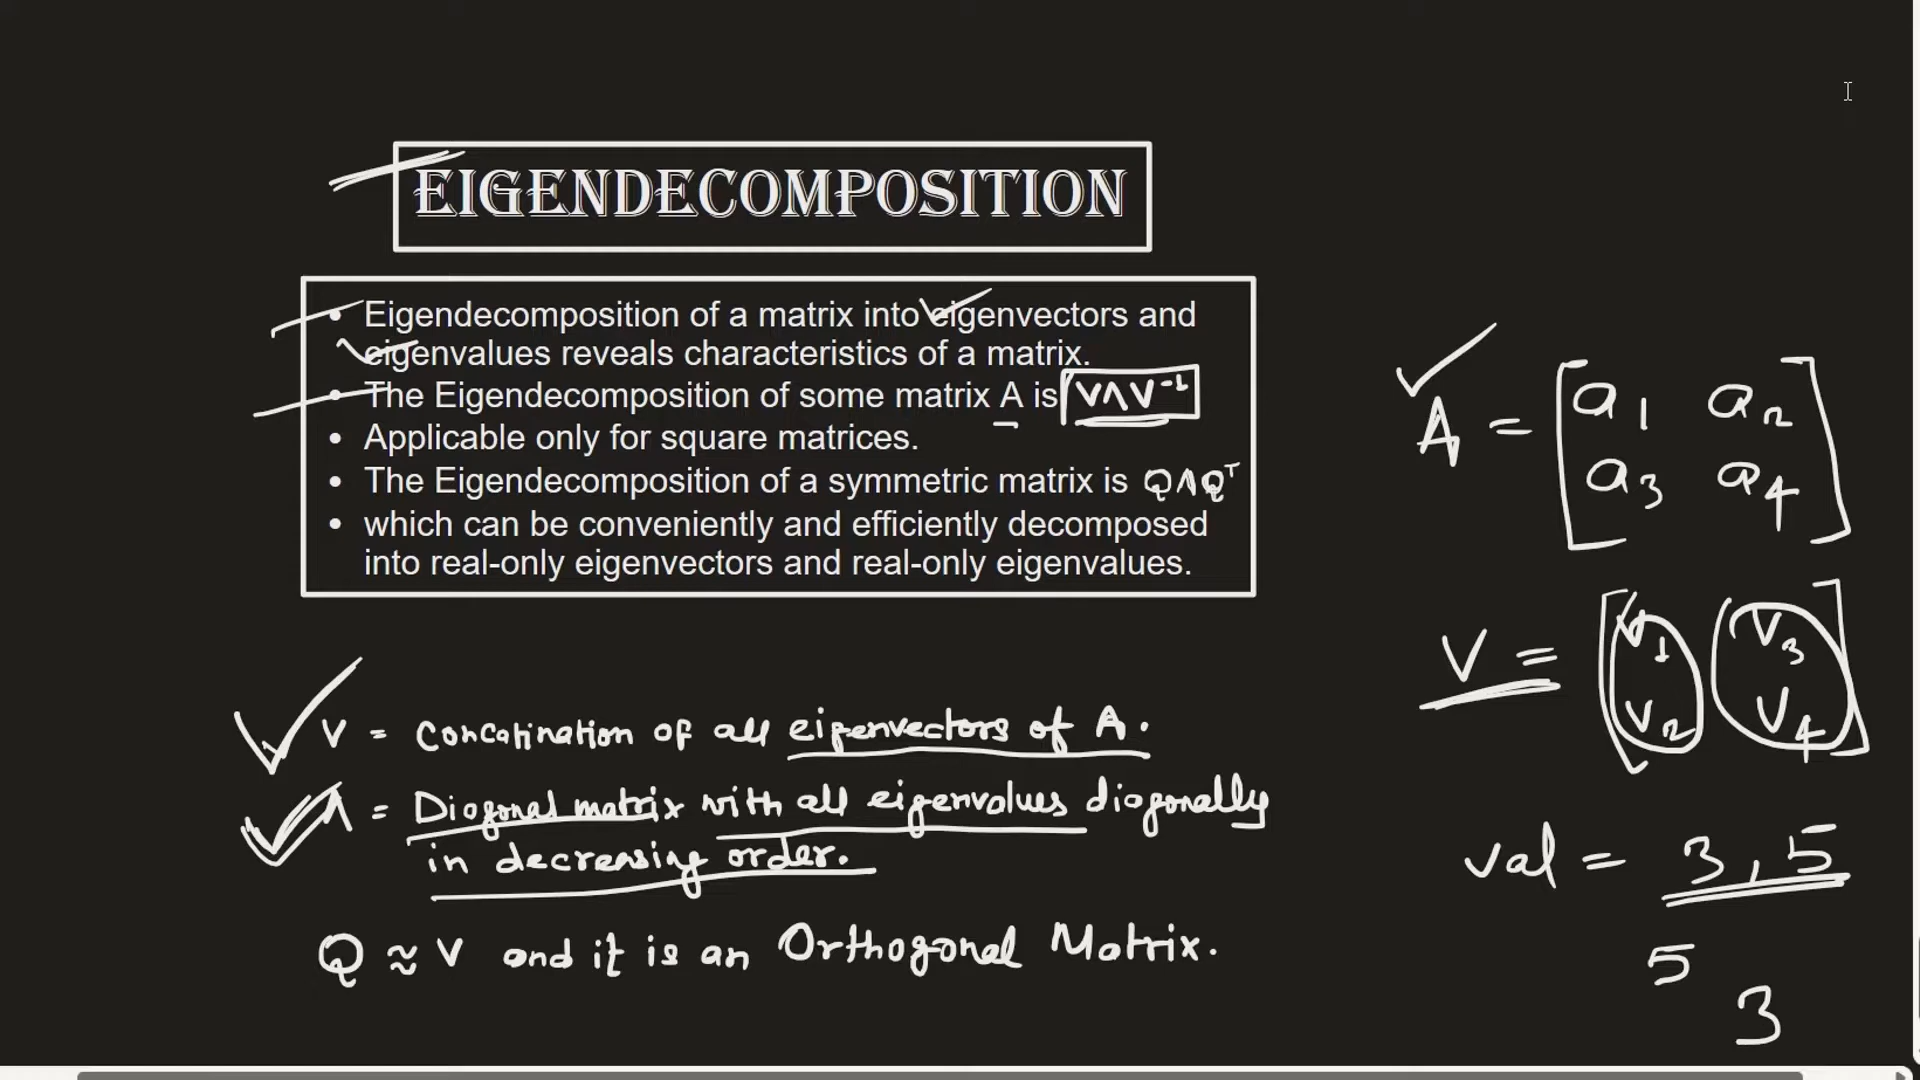 EIGENDECOMPOSITION
• Eigendecomposition of a matrix into eigenvectors and
eigenvalues reveals characteristics of a matrix.
• The Eigendecomposition of some matrix A is VΛV⁻¹
• Applicable only for square matrices.
• The Eigendecomposition of a symmetric matrix is QΛQᵀ
• which can be conveniently and efficiently decomposed
into real-only eigenvectors and real-only eigenvalues.
V = Concatination of all eigenvectors of A.
Λ = Diagonal matrix with all eigenvalues diagonally
in decreasing order.
Q ≈ V and it is an Orthogonal Matrix.
A = [a₁ a₂
a₃ a₄]
V = [V₁ V₃
V₂ V₄]
val = 3, 5
5
3